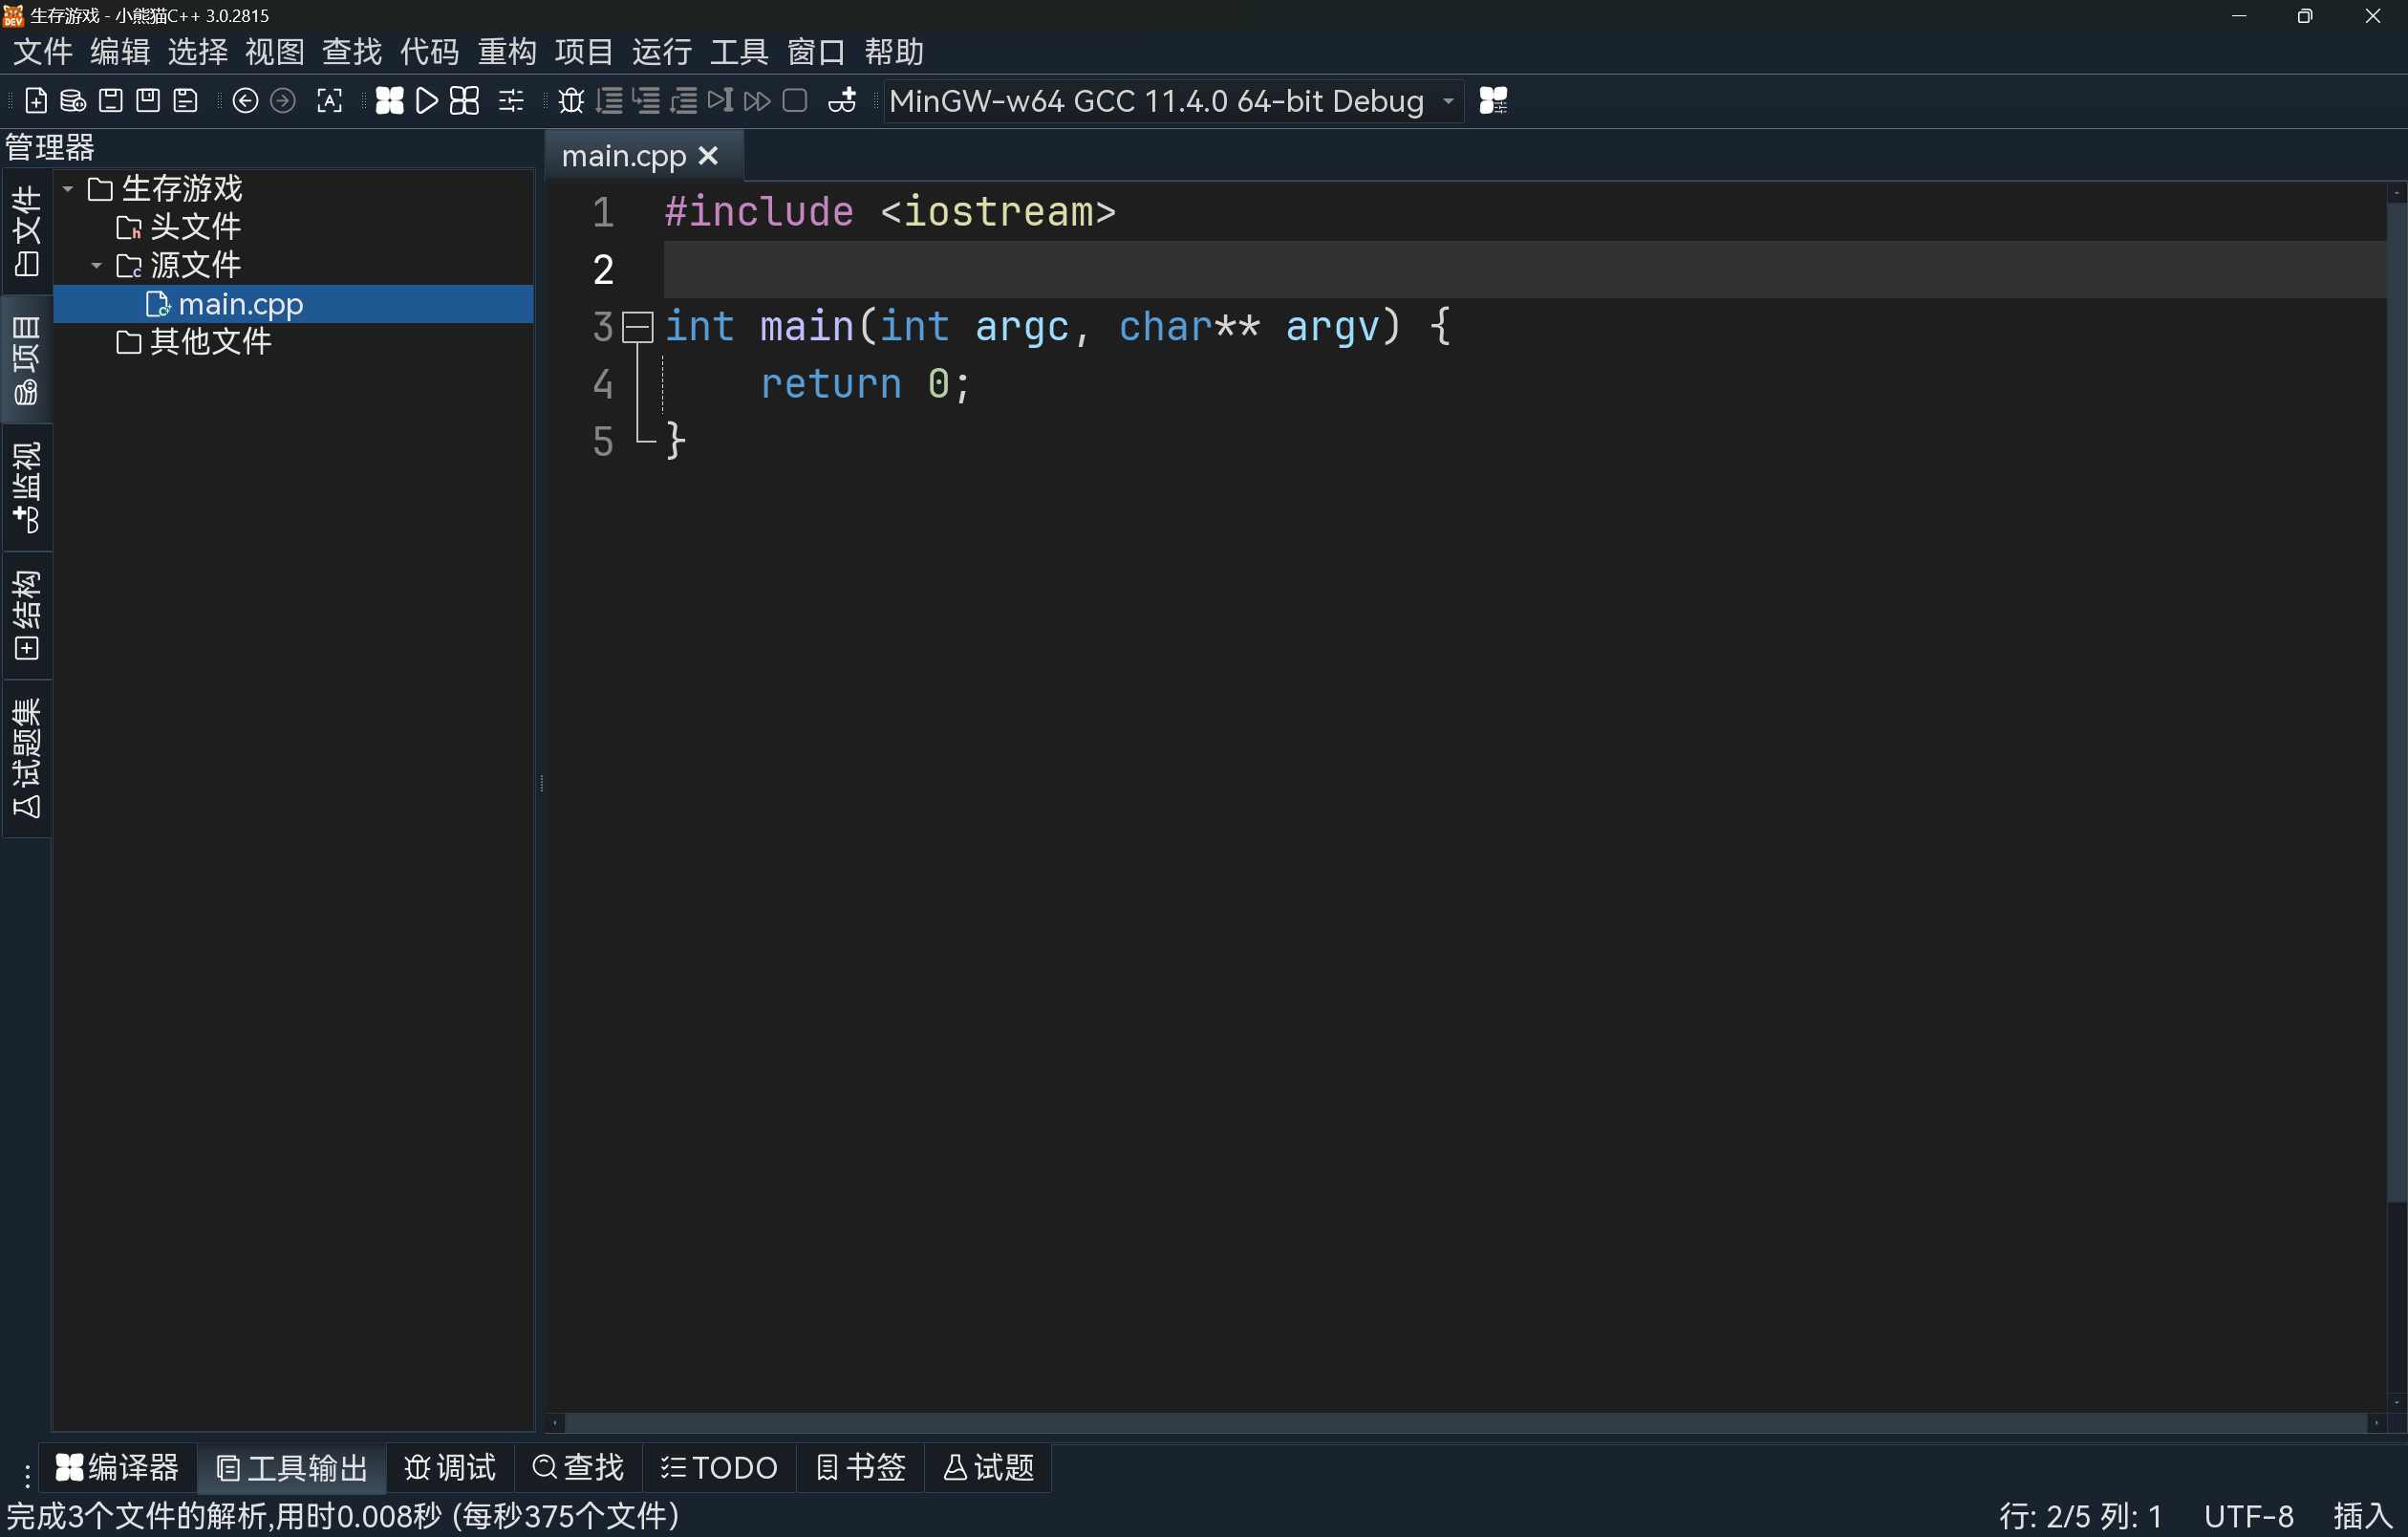 生存游戏 - 小熊猫C++ 3.0.2815
文件 编辑 选择 视图 查找 代码 重构 项目 运行 工具 窗口 帮助
MinGW-w64 GCC 11.4.0 64-bit Debug
管理器
文件
项目
监视
结构
试题集
生存游戏
头文件
源文件
main.cpp
其他文件
main.cpp
1 #include <iostream>
2
3 int main(int argc, char** argv) {
4 return 0;
5 }
编译器 工具输出 调试 查找 TODO 书签 试题
完成3个文件的解析,用时0.008秒 (每秒375个文件) 行: 2/5 列: 1 UTF-8 插入